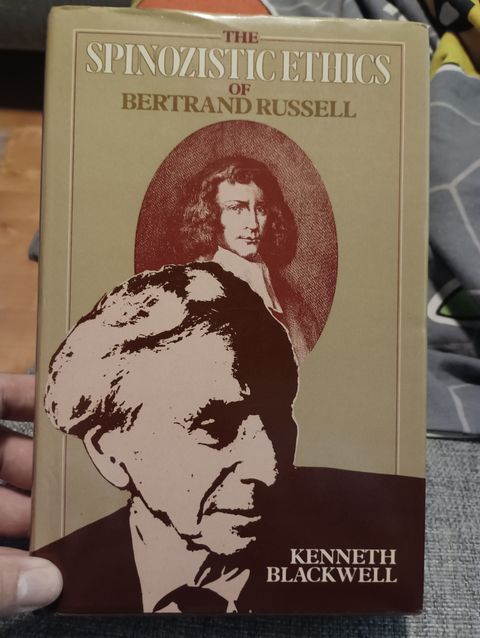 THE
SPINOZISTIC ETHICS
OF
BERTRAND RUSSELL
KENNETH
BLACKWELL